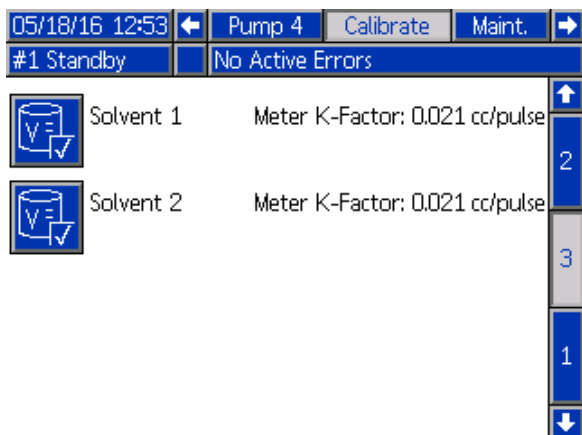 05/18/16 12:53 Pump 4 Calibrate Maint.
#1 Standby No Active Errors
Solvent 1 Meter K-Factor: 0.021 cc/pulse
2
Solvent 2 Meter K-Factor: 0.021 cc/pulse
3
1